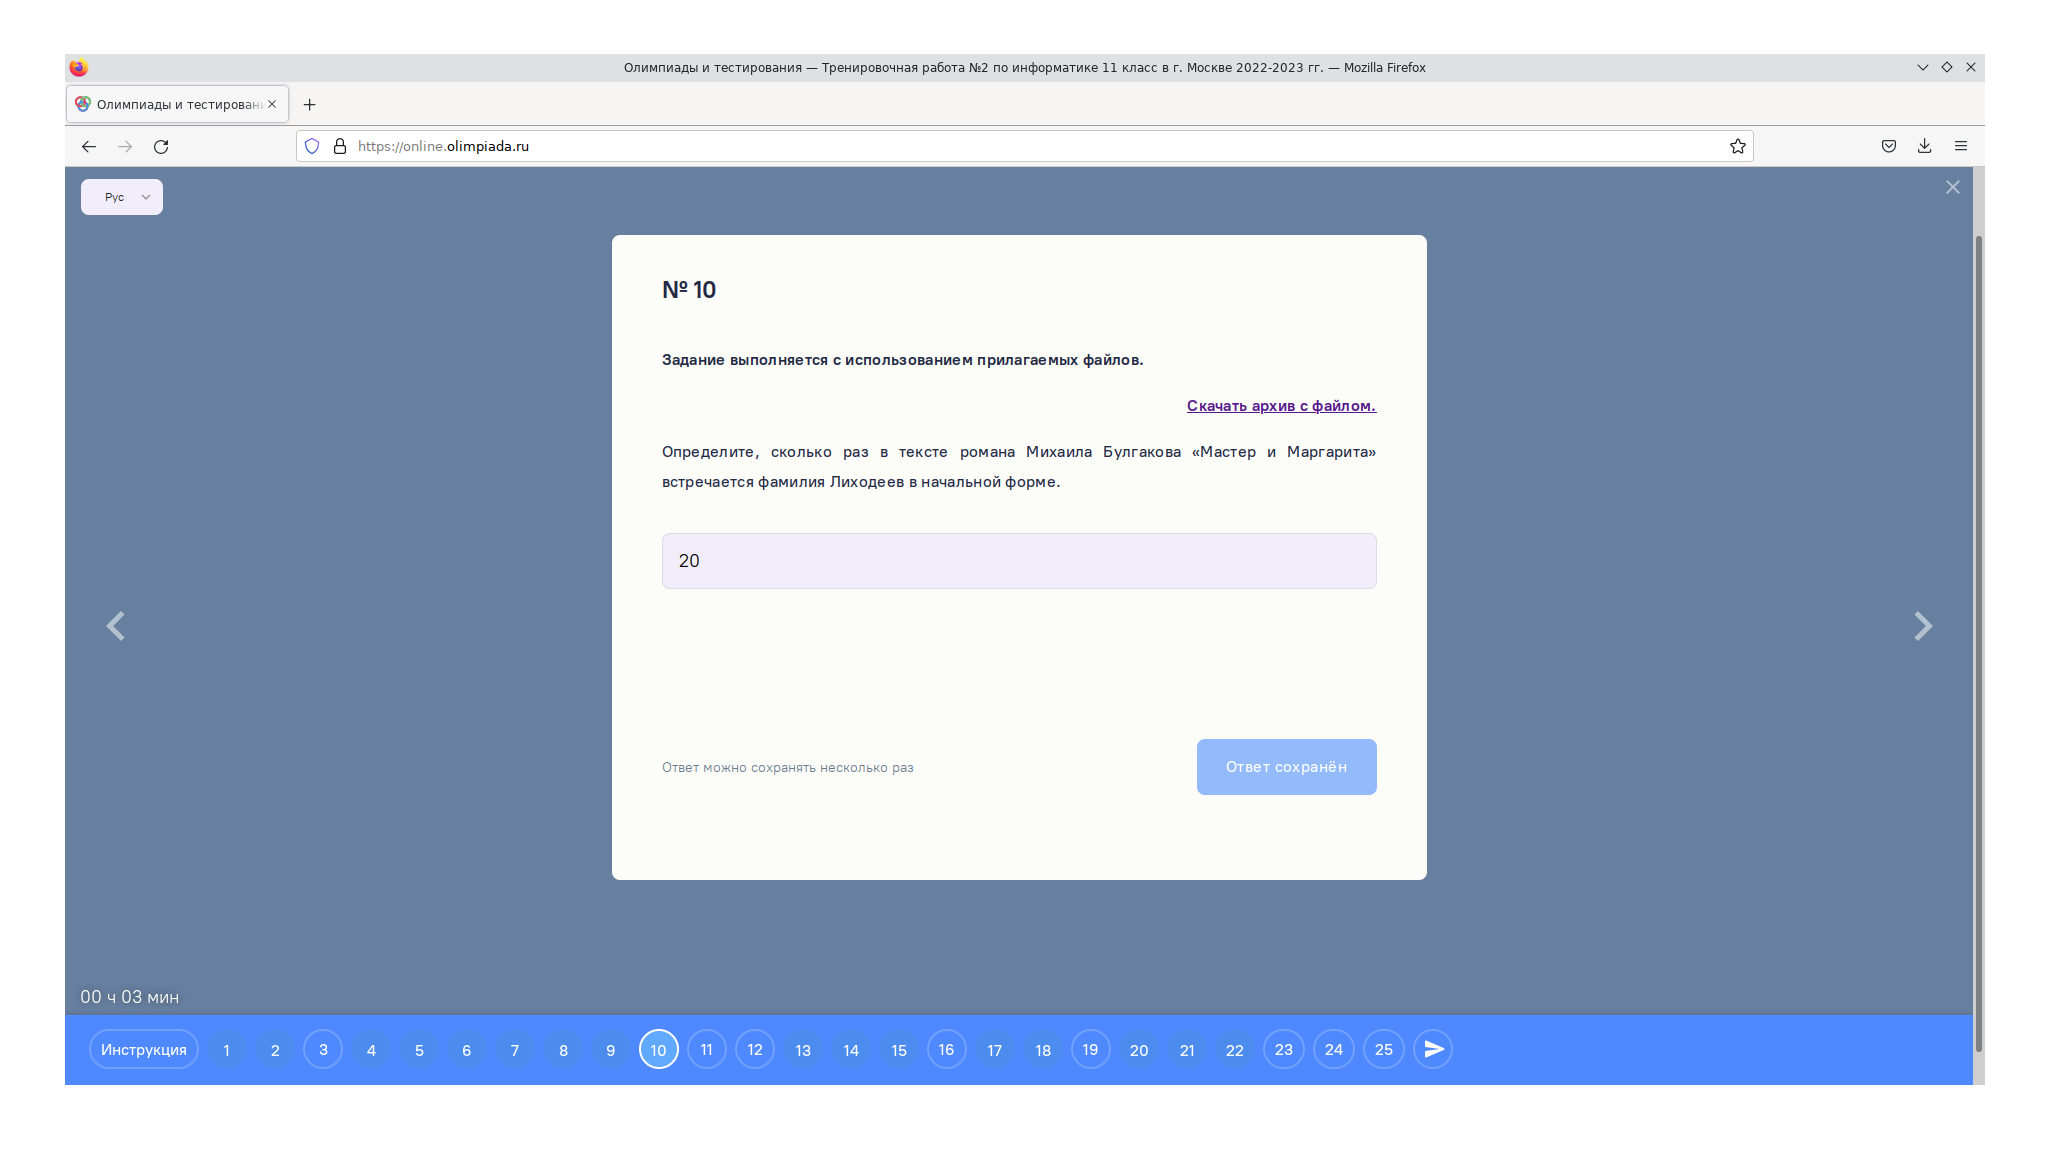 Олимпиады и тестирования — Тренировочная работа №2 по информатике 11 класс в г. Москве 2022-2023 гг. — Mozilla Firefox
Олимпиады и тестировани
https://online.olimpiada.ru
Рус
№ 10
Задание выполняется с использованием прилагаемых файлов.
Скачать архив с файлом.
Определите, сколько раз в тексте романа Михаила Булгакова «Мастер и Маргарита»
встречается фамилия Лиходеев в начальной форме.
20
Ответ можно сохранять несколько раз
Ответ сохранён
00 ч 03 мин
Инструкция 1 2 3 4 5 6 7 8 9 10 11 12 13 14 15 16 17 18 19 20 21 22 23 24 25